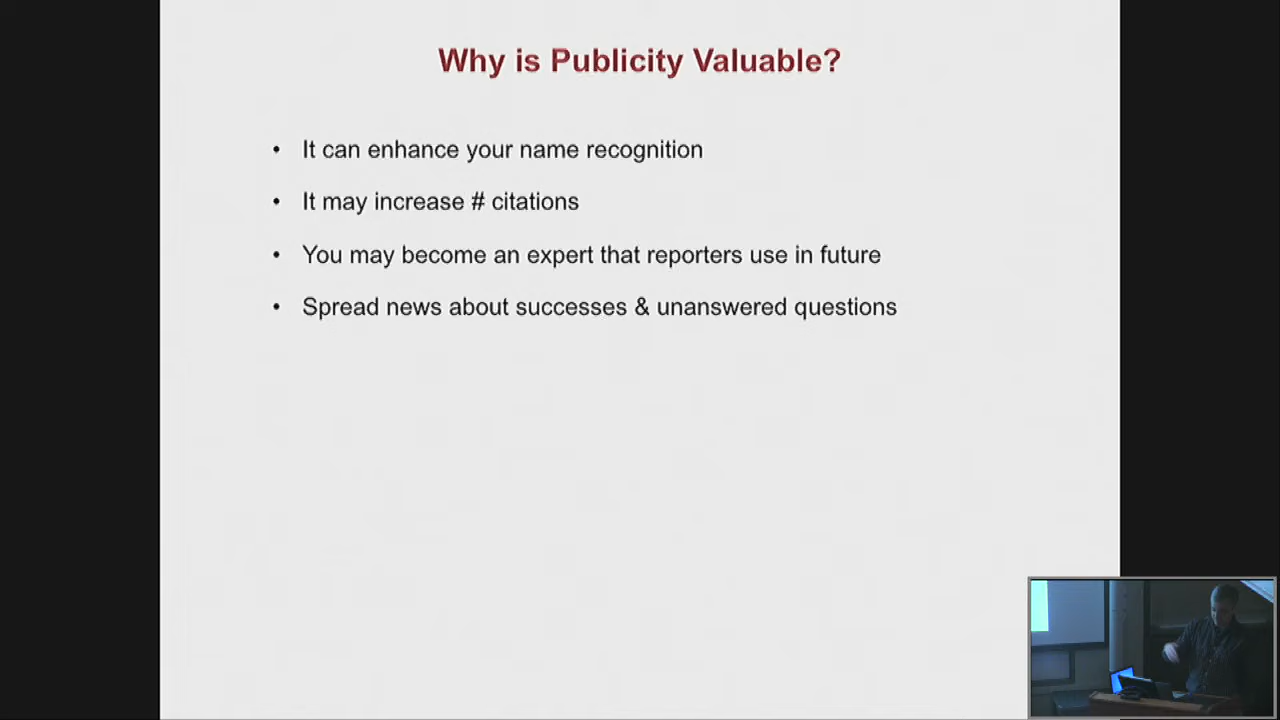 Why is Publicity Valuable?
• It can enhance your name recognition
• It may increase # citations
• You may become an expert that reporters use in future
• Spread news about successes & unanswered questions